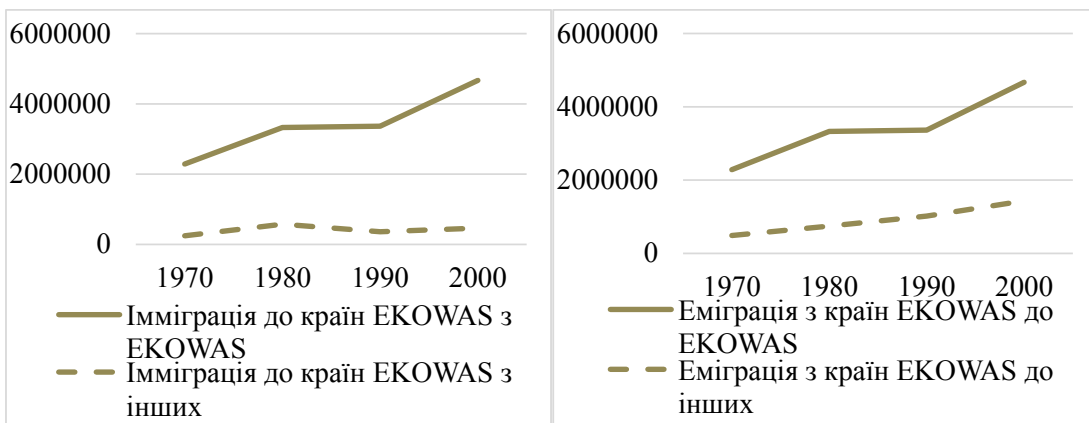 6000000
4000000
2000000
0
1970 1980 1990 2000
Імміграція до країн EKOWAS з
EKOWAS
Імміграція до країн EKOWAS з
інших
6000000
4000000
2000000
0
1970 1980 1990 2000
Еміграція з країн EKOWAS до
EKOWAS
Еміграція з країн EKOWAS до
інших